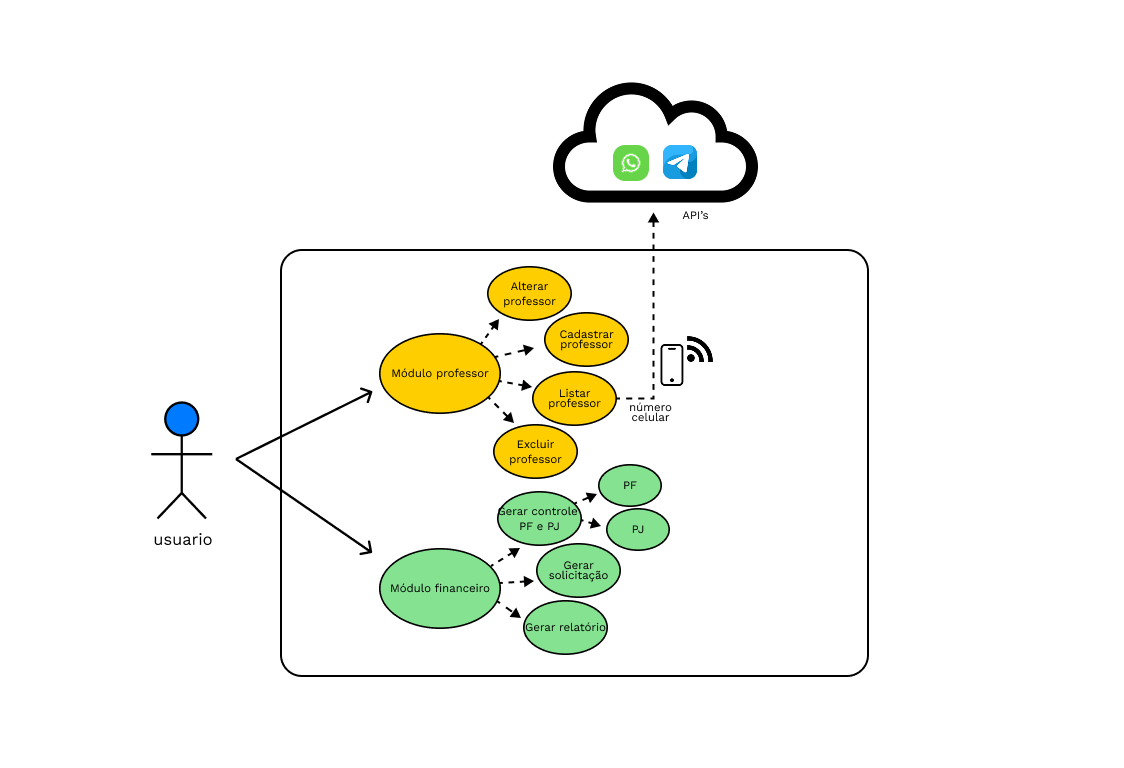 API's
Alterar
professor
Cadastrar
professor
Módulo professor
Listar
professor
número
celular
Excluir
professor
PF
Gerar controle
PF e PJ
PJ
usuario
Gerar
solicitação
Módulo financeiro
Gerar relatório